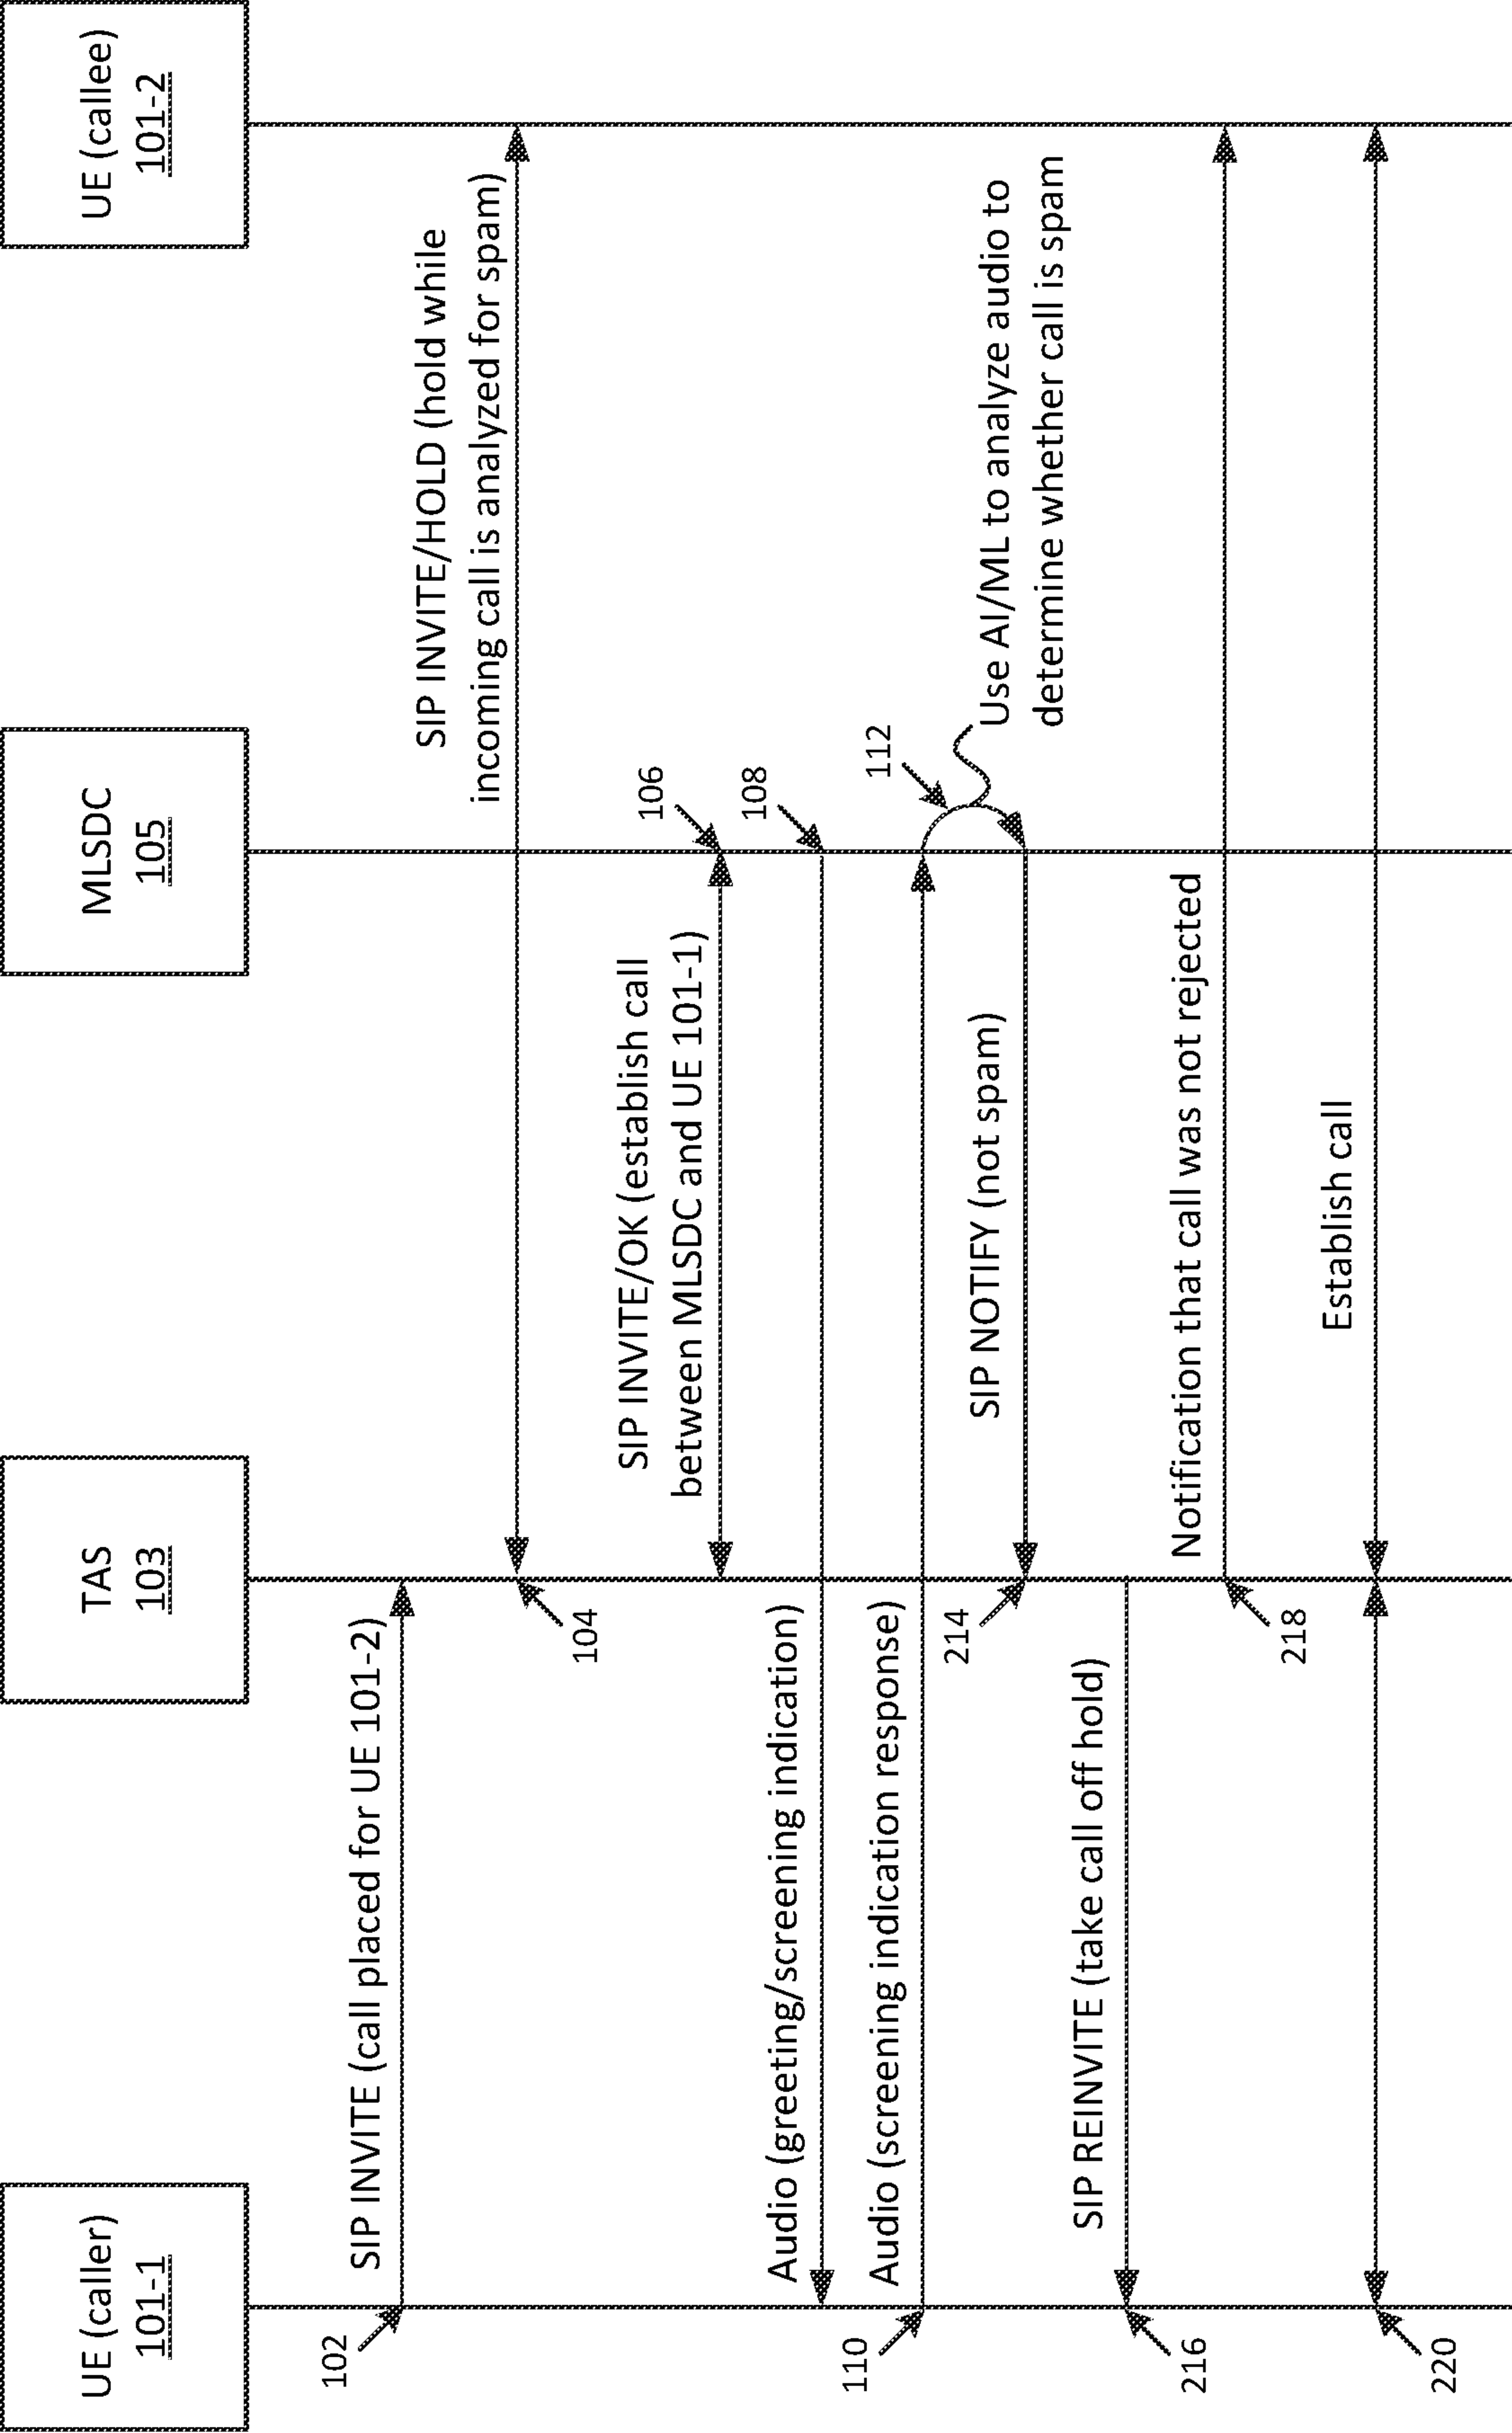 UE (caller)
101-1
TAS
103
MLSDC
105
UE (callee)
101-2
102
SIP INVITE (call placed for UE 101-2)
SIP INVITE/HOLD (hold while
incoming call is analyzed for spam)
104
SIP INVITE/OK (establish call
between MLSDC and UE 101-1)
106
Audio (greeting/screening indication)
108
110
Audio (screening indication response)
112
Use AI/ML to analyze audio to
determine whether call is spam
214
SIP NOTIFY (not spam)
SIP REINVITE (take call off hold)
216
Notification that call was not rejected
218
Establish call
220